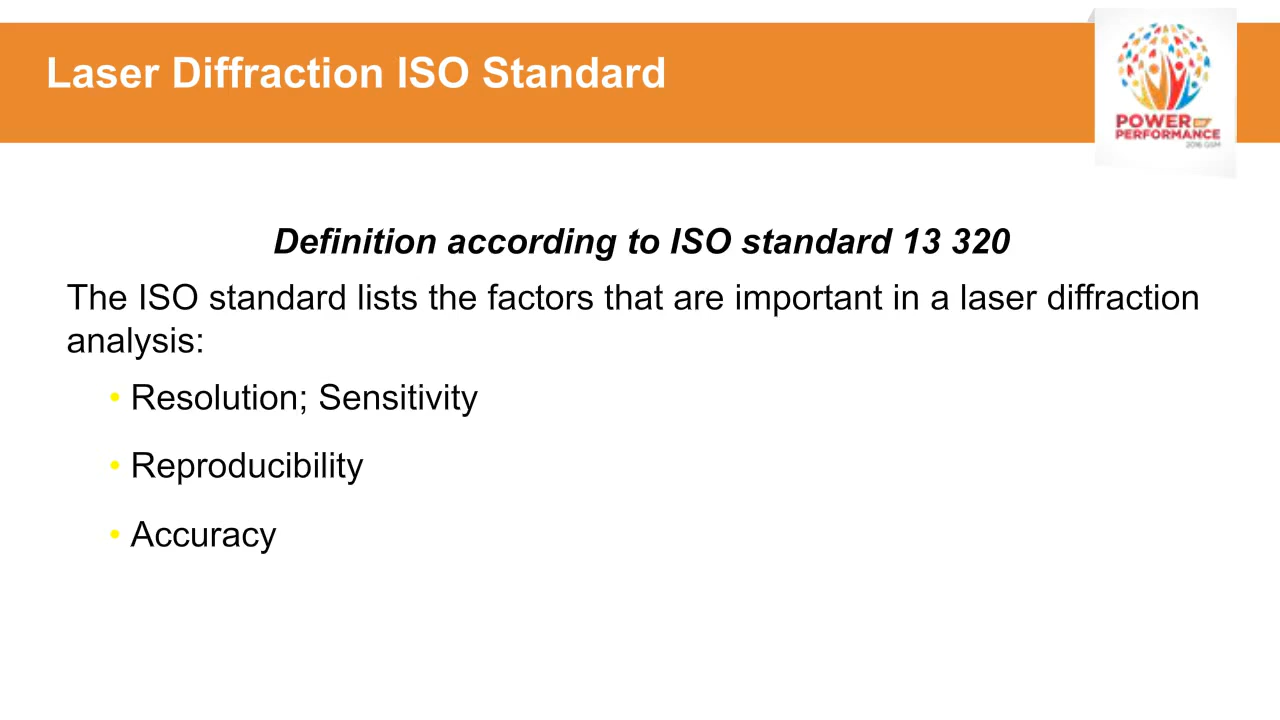 Laser Diffraction ISO Standard
POWER OF
PERFORMANCE
2016 GSM
Definition according to ISO standard 13 320
The ISO standard lists the factors that are important in a laser diffraction
analysis:
• Resolution; Sensitivity
• Reproducibility
• Accuracy